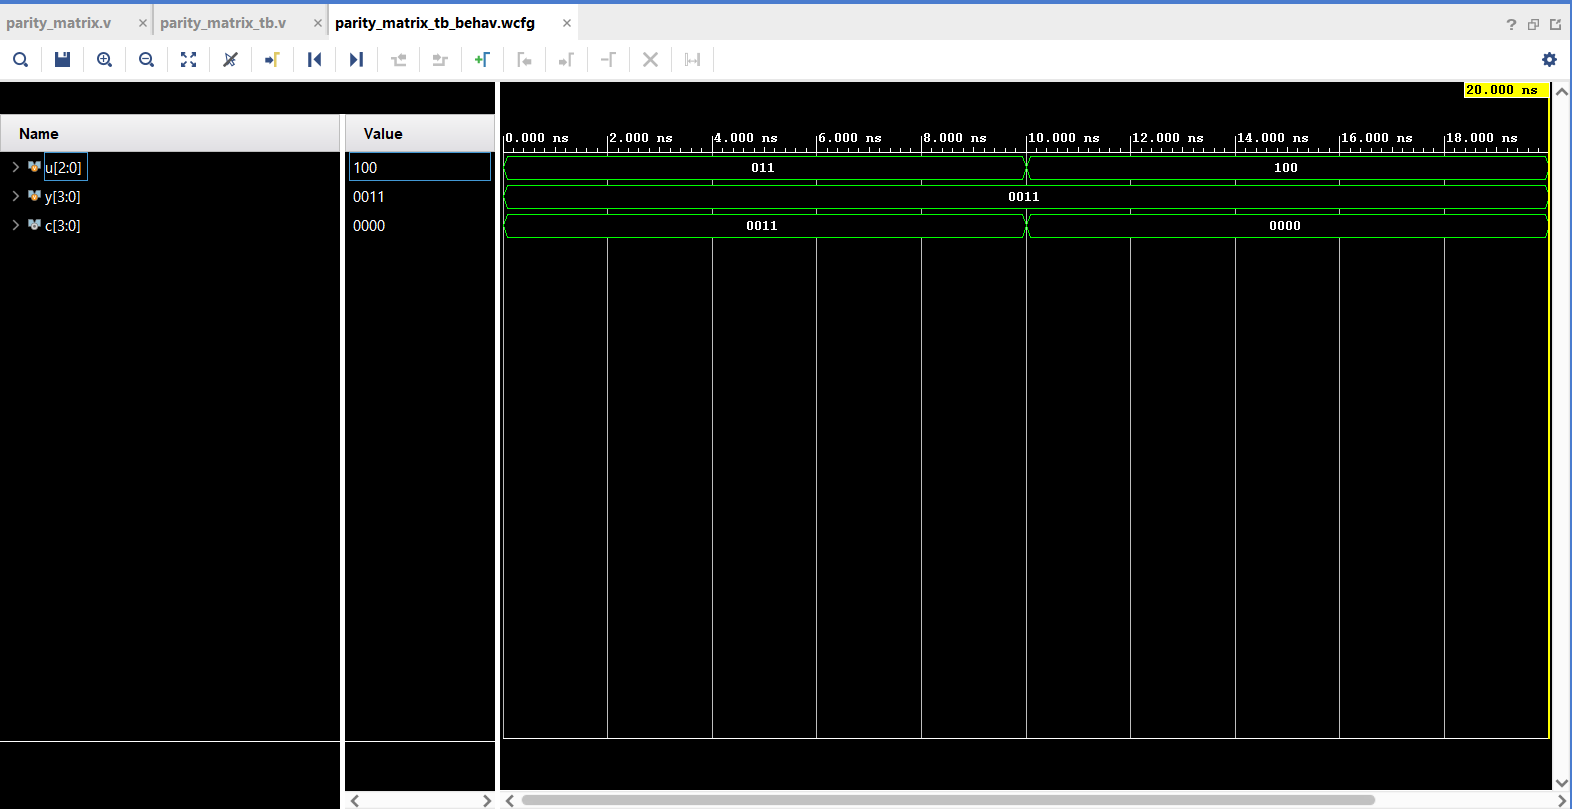 parity_matrix.v × parity_matrix_tb.v × parity_matrix_tb_behav.wcfg ×
?
20.000 ns
Name Value 0.000 ns 2.000 ns 4.000 ns 6.000 ns 8.000 ns 10.000 ns 12.000 ns 14.000 ns 16.000 ns 18.000 ns
u[2:0] 100 011 100
y[3:0] 0011 0011
c[3:0] 0000 0011 0000